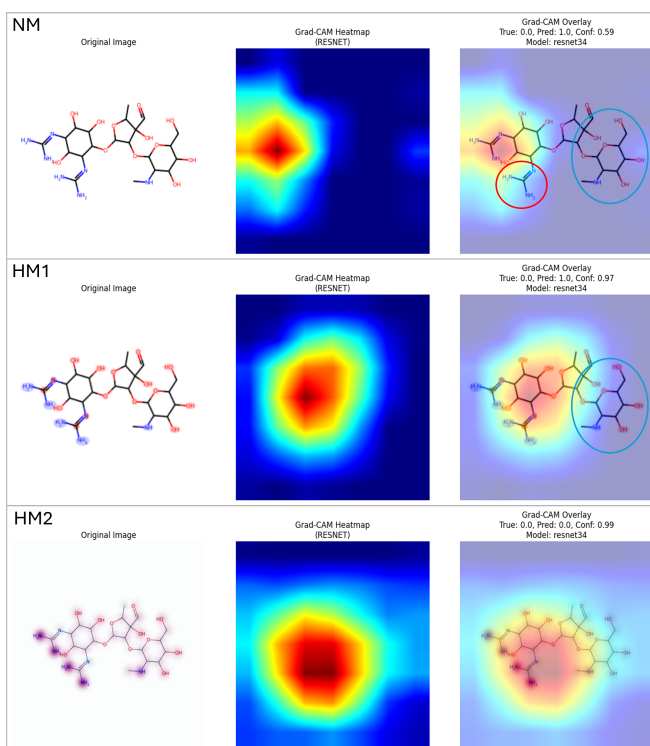 NM
Original Image
Grad-CAM Heatmap
(RESNET)
Grad-CAM Overlay
True: 0.0, Pred: 1.0, Conf: 0.59
Model: resnet34
HM1
Original Image
Grad-CAM Heatmap
(RESNET)
Grad-CAM Overlay
True: 0.0, Pred: 1.0, Conf: 0.97
Model: resnet34
HM2
Original Image
Grad-CAM Heatmap
(RESNET)
Grad-CAM Overlay
True: 0.0, Pred: 0.0, Conf: 0.99
Model: resnet34